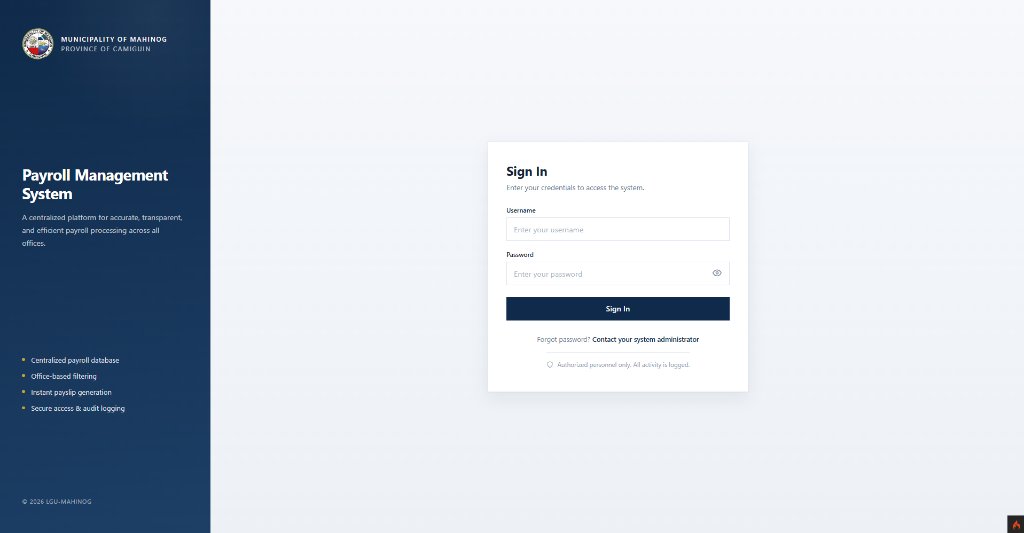 MUNICIPALITY OF MAHINOG
PROVINCE OF CAMIGUIN
Payroll Management
System
A centralized platform for accurate, transparent,
and efficient payroll processing across all
offices.
Centralized payroll database
Office-based filtering
Instant payslip generation
Secure access & audit logging
© 2026 LGU-MAHINOG
Sign In
Enter your credentials to access the system.
Username
Enter your username
Password
Enter your password
Sign In
Forgot password? Contact your system administrator
Authorized personnel only. All activity is logged.